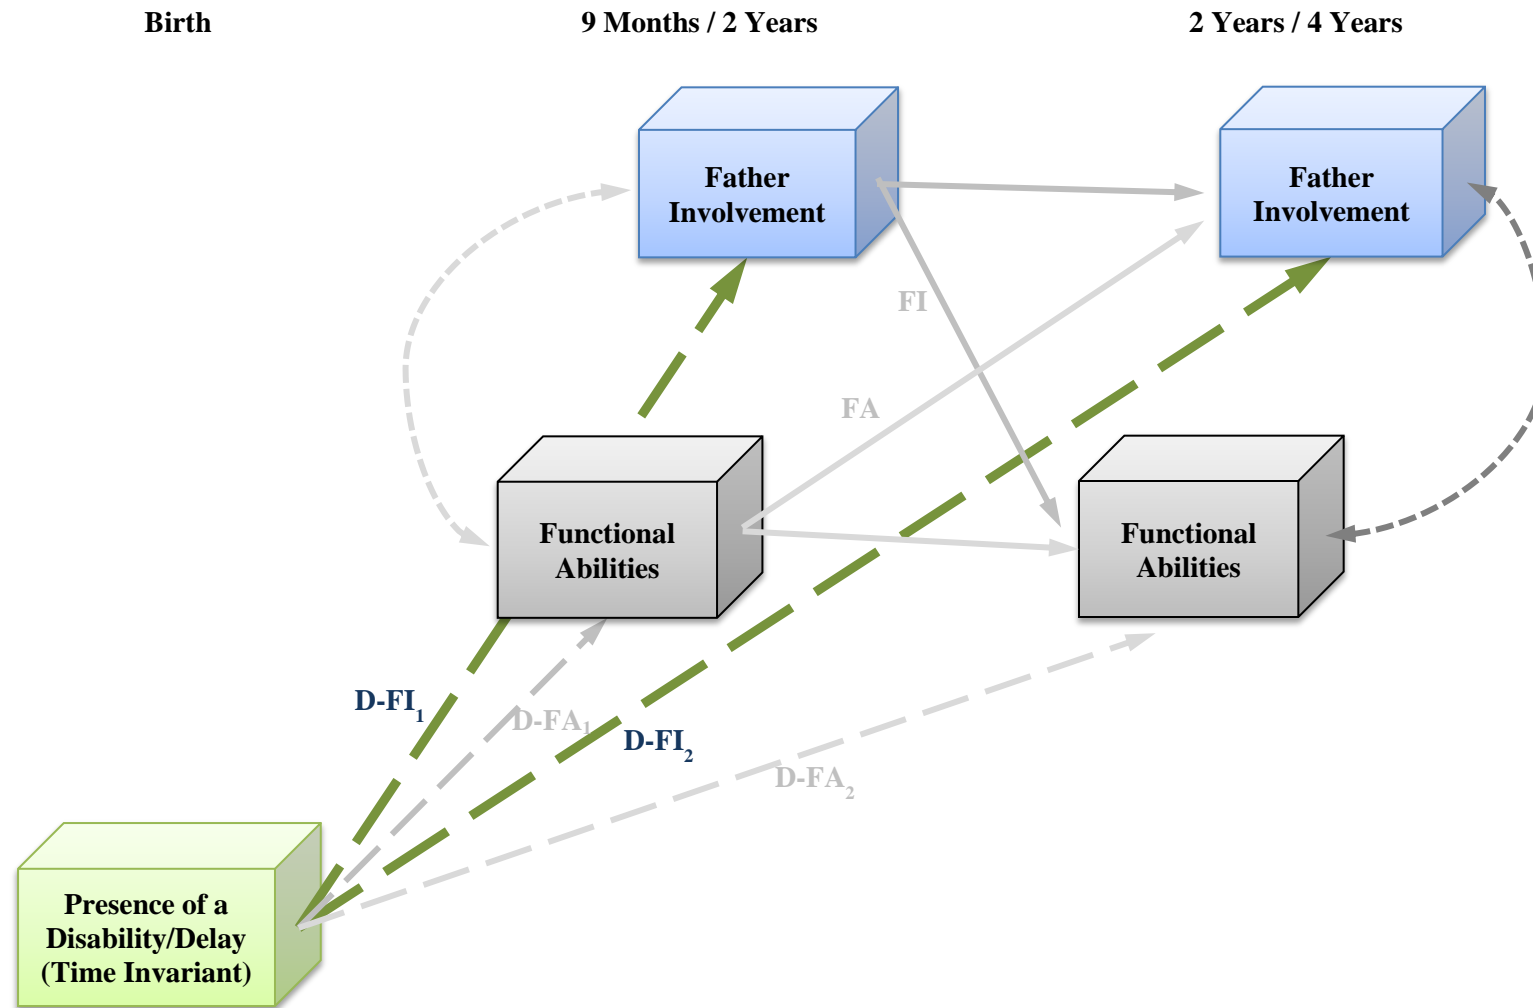 Birth
9 Months / 2 Years
2 Years / 4 Years
Father
Involvement
Father
Involvement
FI
FA
Functional
Abilities
Functional
Abilities
D-FI₁
D-FA₁
D-FI₂
D-FA₂
Presence of a
Disability/Delay
(Time Invariant)